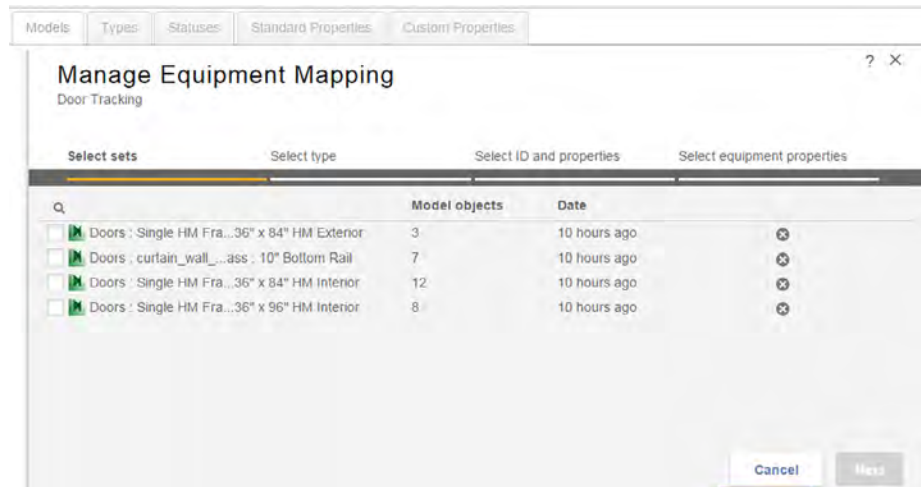 Models Types Statuses Standard Properties Custom Properties
? ×
Manage Equipment Mapping
Door Tracking
Select sets Select type Select ID and properties Select equipment properties
Model objects Date
Doors : Single HM Fra...36" x 84" HM Exterior 3 10 hours ago
Doors : curtain_wall_...ass : 10" Bottom Rail 7 10 hours ago
Doors : Single HM Fra...36" x 84" HM Interior 12 10 hours ago
Doors : Single HM Fra...36" x 96" HM Interior 8 10 hours ago
Cancel Next